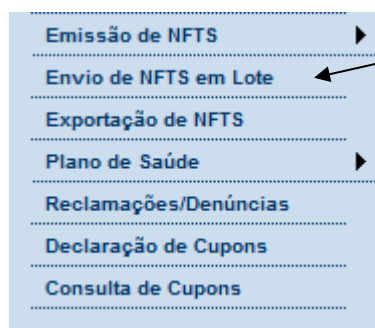 Emissão de NFTS
Envio de NFTS em Lote
Exportação de NFTS
Plano de Saúde
Reclamações/Denúncias
Declaração de Cupons
Consulta de Cupons